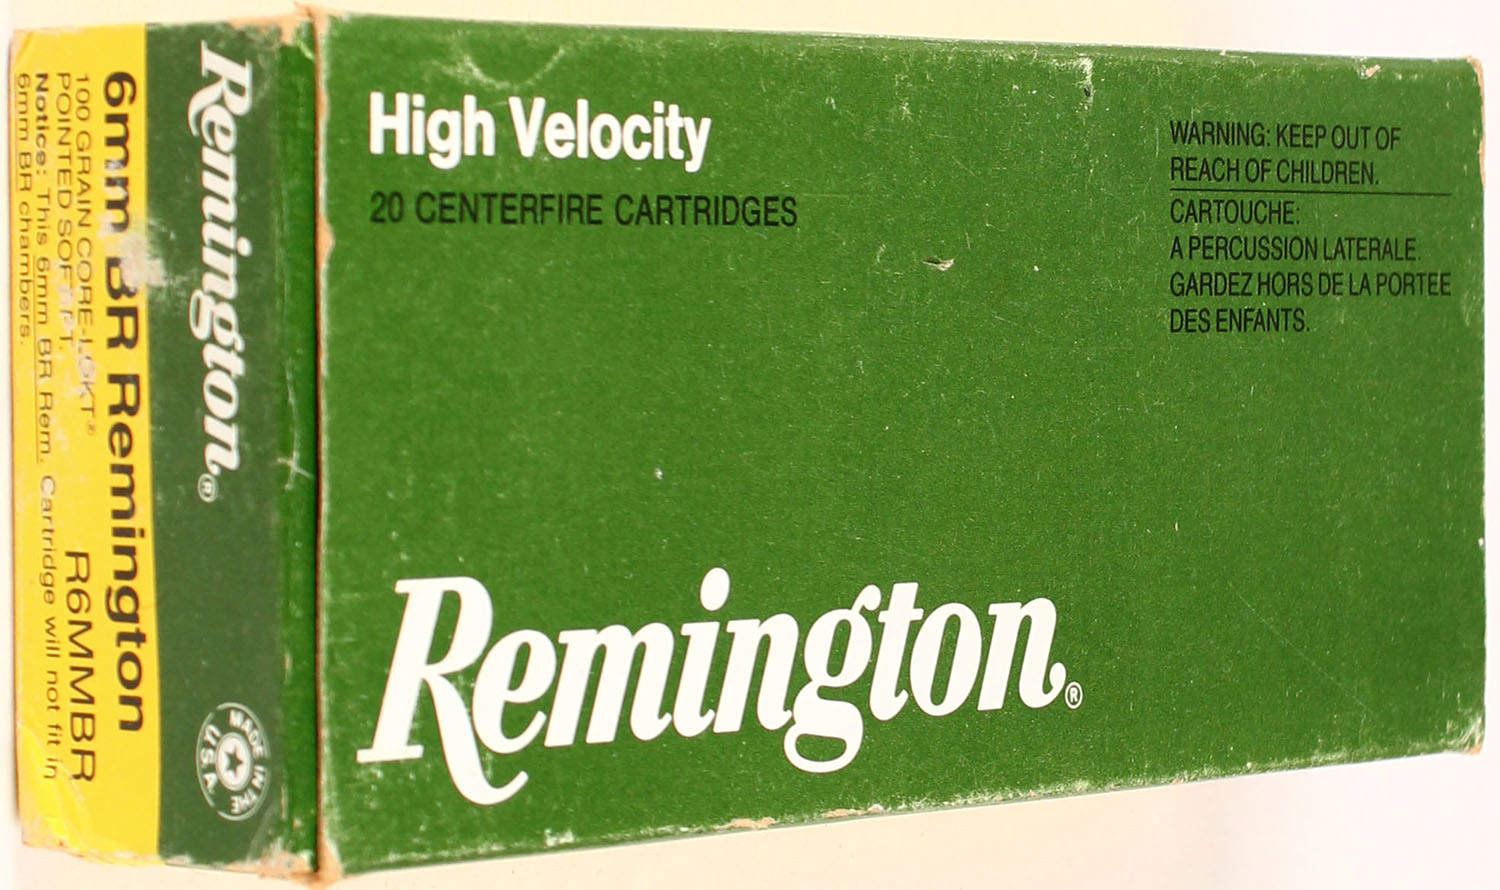 High Velocity
20 CENTERFIRE CARTRIDGES
WARNING: KEEP OUT OF
REACH OF CHILDREN.
CARTOUCHE:
A PERCUSSION LATERALE.
GARDEZ HORS DE LA PORTEE
DES ENFANTS.
Remington®
Remington®
MADE IN THE
U.S.A.
6mm BR Remington
100 GRAIN CORE-LOKT®
POINTED SOFT PT.
R6MMBR
Notice: This 6mm BR Rem. Cartridge will not fit in
6mm BR chambers.